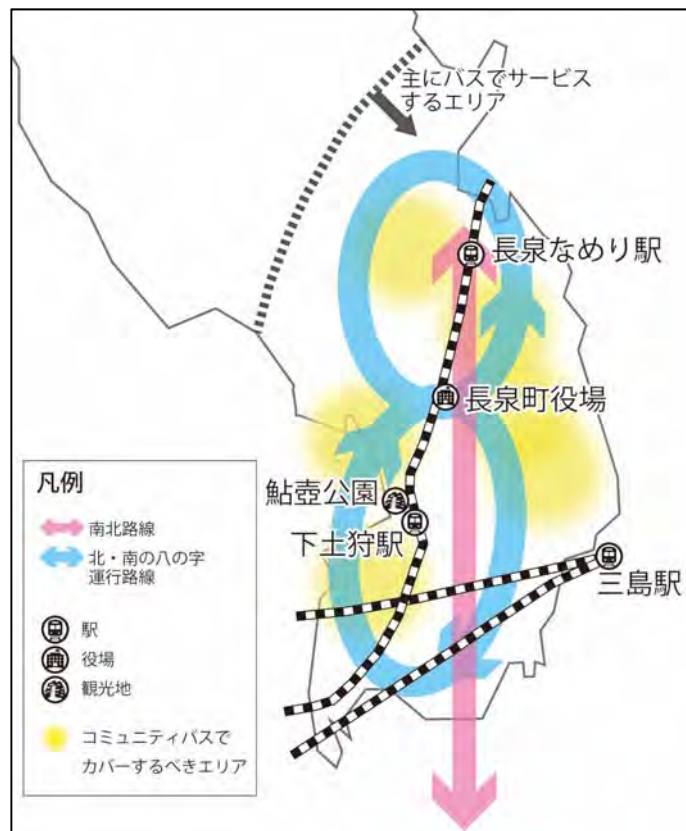 主にバスでサービス
するエリア
長泉なめり駅
長泉町役場
鮎壺公園
下土狩駅
三島駅
凡例
南北路線
北・南の八の字
運行路線
駅
役場
観光地
コミュニティバスで
カバーするべきエリア